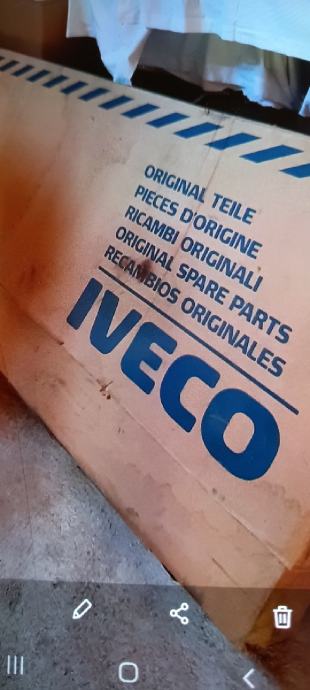 ORIGINAL TEILE
PIECES D'ORIGINE
RICAMBI ORIGINALI
ORIGINAL SPARE PARTS
RECAMBIOS ORIGINALES
IVECO